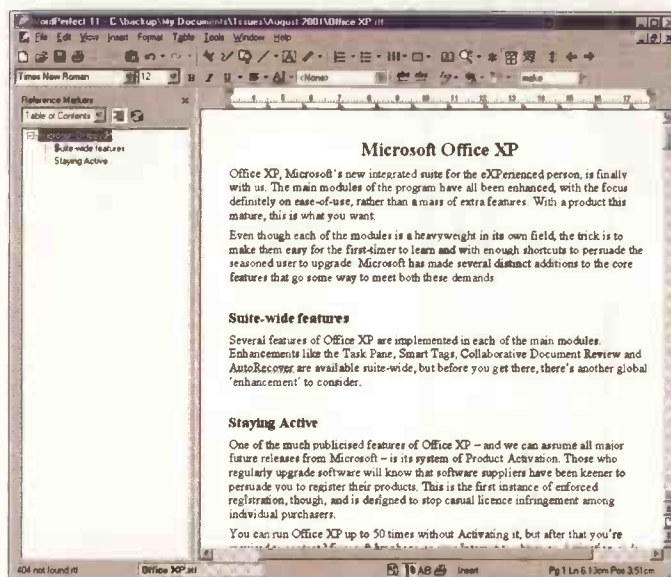 WordPerfect 11 - C:\backup\My Documents\Issues\August 2001\Office XP.rtf
File Edit View Insert Format Table Tools Window Help
Times New Roman 12 <None> make
Reference Markers
Table of Contents
Suite-wide features
Staying Active
Microsoft Office XP
Office XP, Microsoft's new integrated suite for the eXPerienced person, is finally
with us. The main modules of the program have all been enhanced, with the focus
definitely on ease-of-use, rather than a mass of extra features. With a product this
mature, this is what you want.
Even though each of the modules is a heavyweight in its own field, the trick is to
make them easy for the first-timer to learn and with enough shortcuts to persuade the
seasoned user to upgrade. Microsoft has made several distinct additions to the core
features that go some way to meet both these demands
Suite-wide features
Several features of Office XP are implemented in each of the main modules.
Enhancements like the Task Pane, Smart Tags, Collaborative Document Review and
AutoRecover are available suite-wide, but before you get there, there's another global
'enhancement' to consider.
Staying Active
One of the much publicised features of Office XP – and we can assume all major
future releases from Microsoft – is its system of Product Activation. Those who
regularly upgrade software will know that software suppliers have been keener to
persuade you to register their products. This is the first instance of enforced
registration, though, and is designed to stop casual licence infringement among
individual purchasers.
You can run Office XP up to 50 times without Activating it, but after that you're
404 not found.rtf Office XP.rtf AB Insert Pg 1 Ln 6.13cm Pos 3.51cm